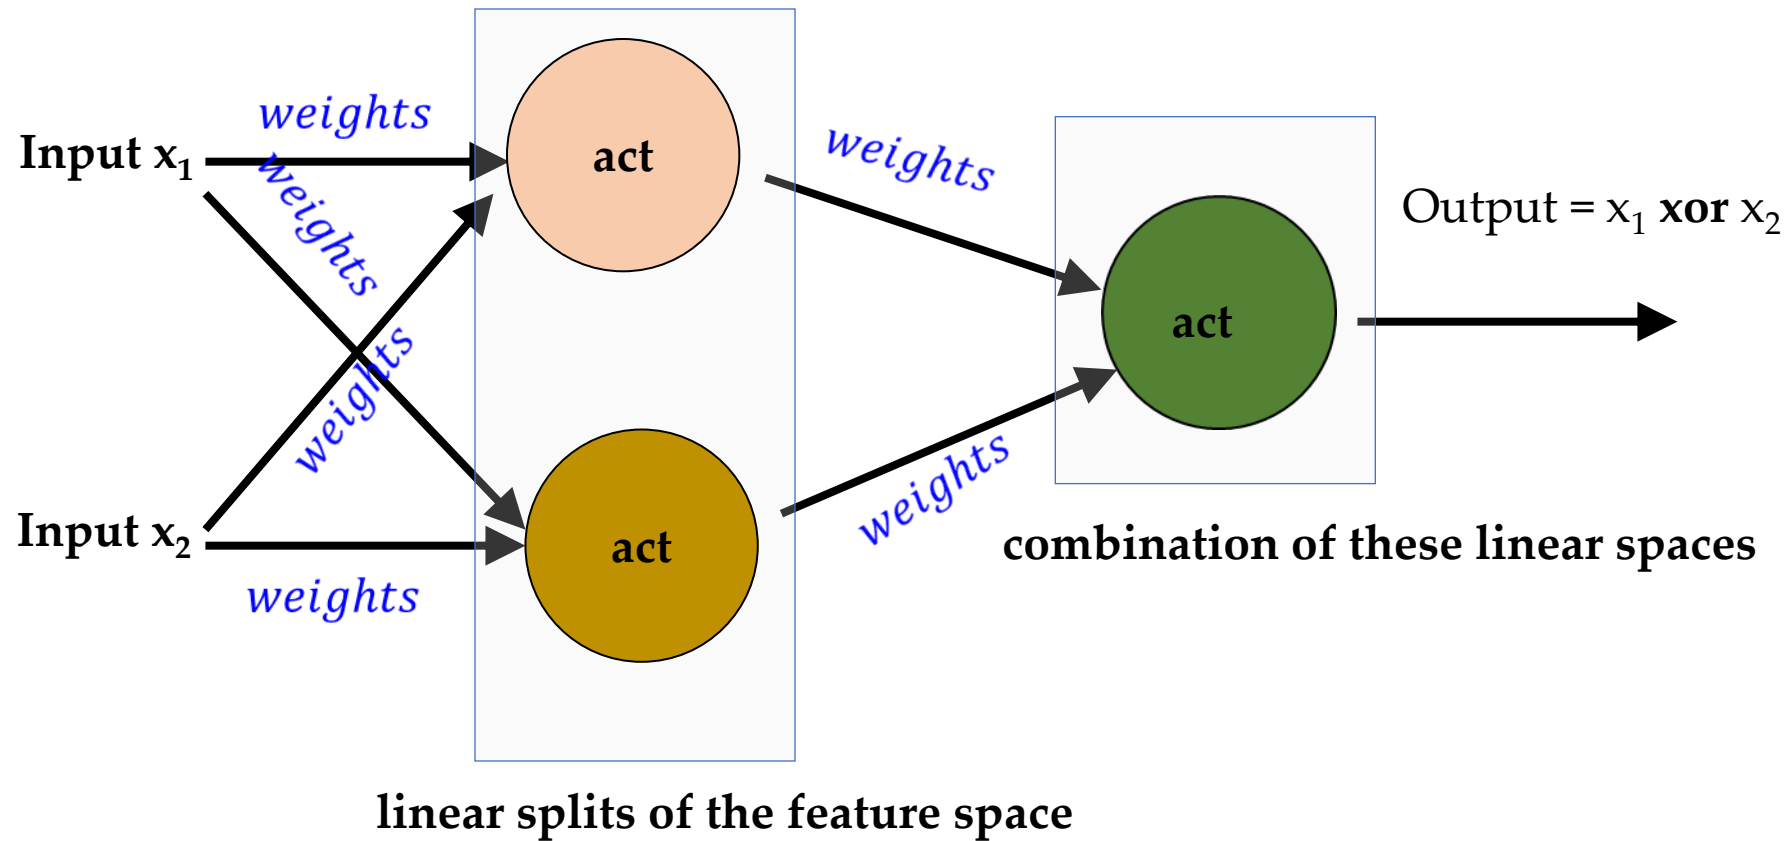 weights
Input x₁
weights
act
weights
weights
act
Output = x₁ xor x₂
Input x₂
weights
act
weights
combination of these linear spaces
linear splits of the feature space